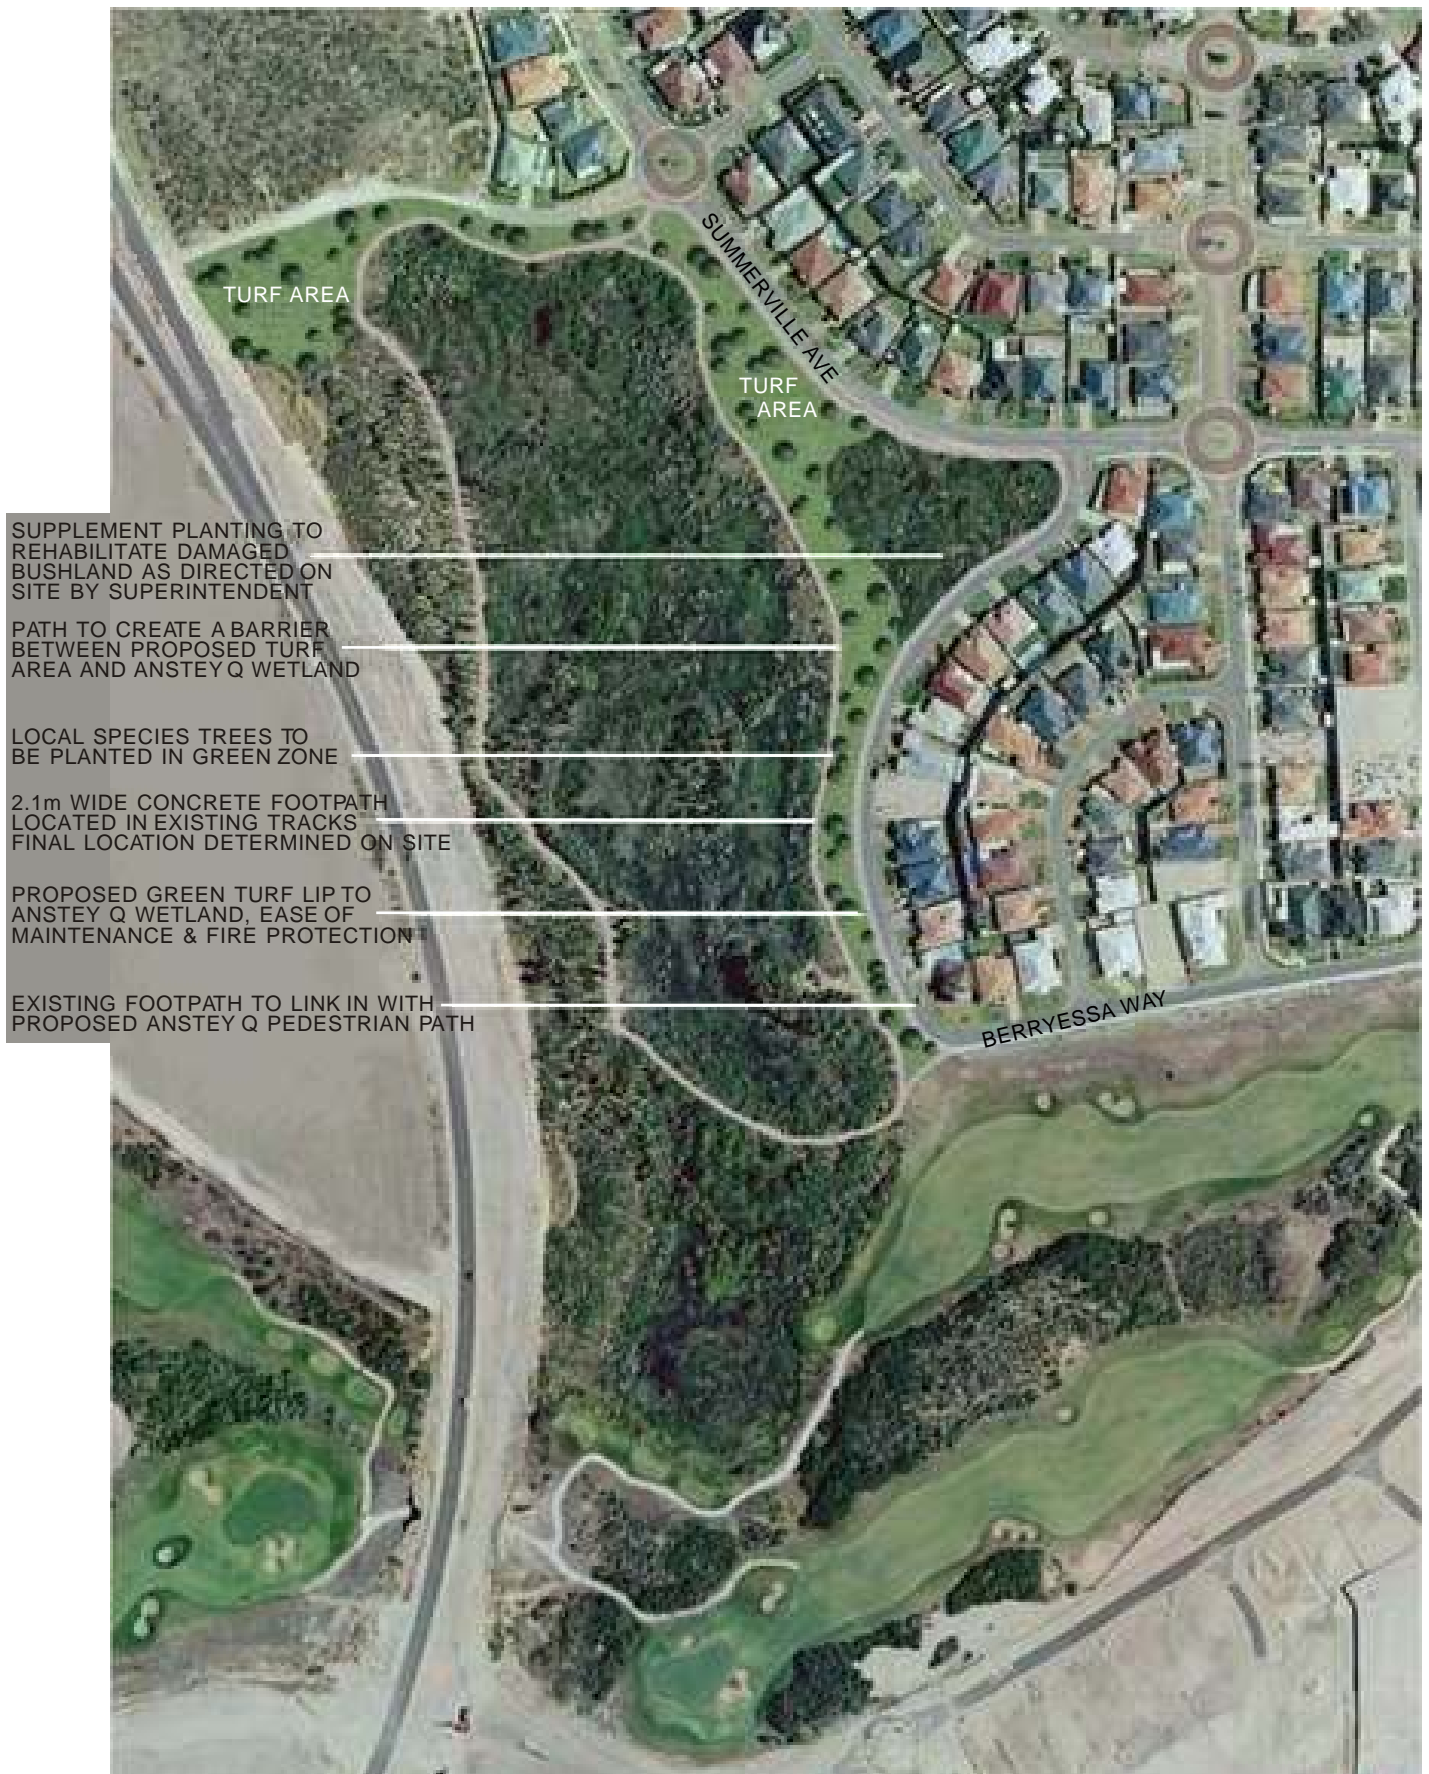 SUMMERVILLE AVE
TURF AREA
TURF
AREA
SUPPLEMENT PLANTING TO
REHABILITATE DAMAGED
BUSHLAND AS DIRECTED ON
SITE BY SUPERINTENDENT
PATH TO CREATE A BARRIER
BETWEEN PROPOSED TURF
AREA AND ANSTEY Q WETLAND
LOCAL SPECIES TREES TO
BE PLANTED IN GREEN ZONE
2.1m WIDE CONCRETE FOOTPATH
LOCATED IN EXISTING TRACKS
FINAL LOCATION DETERMINED ON SITE
PROPOSED GREEN TURF LIP TO
ANSTEY Q WETLAND, EASE OF
MAINTENANCE & FIRE PROTECTION
EXISTING FOOTPATH TO LINK IN WITH
PROPOSED ANSTEY Q PEDESTRIAN PATH
BERRYESSA WAY